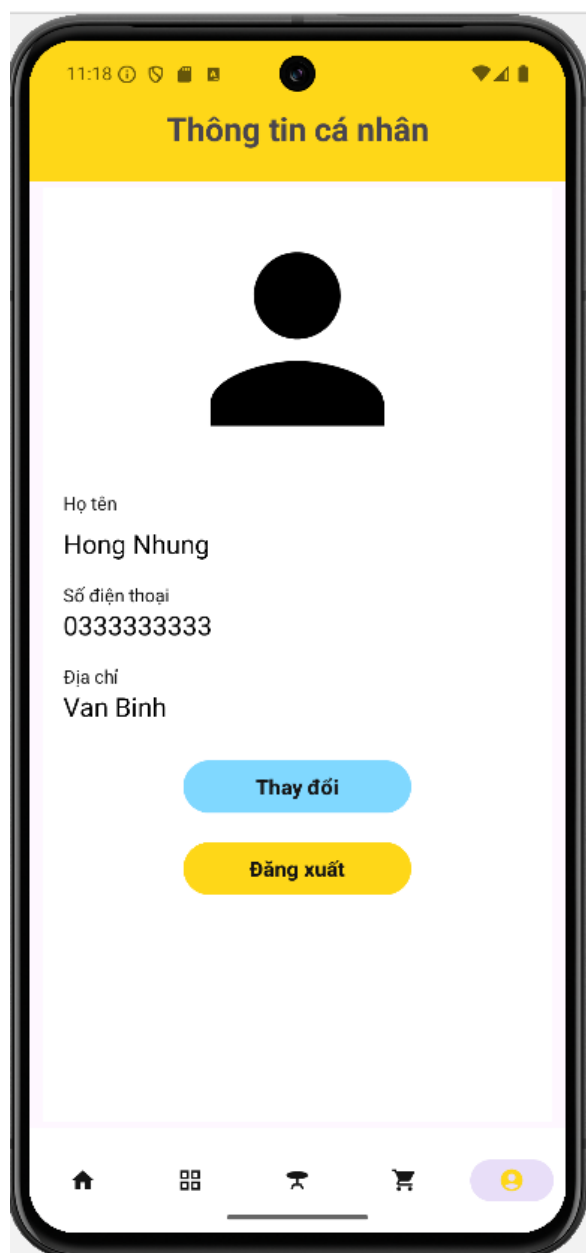 11:18
Thông tin cá nhân
Họ tên
Hong Nhung
Số điện thoại
0333333333
Địa chỉ
Van Binh
Thay đổi
Đăng xuất